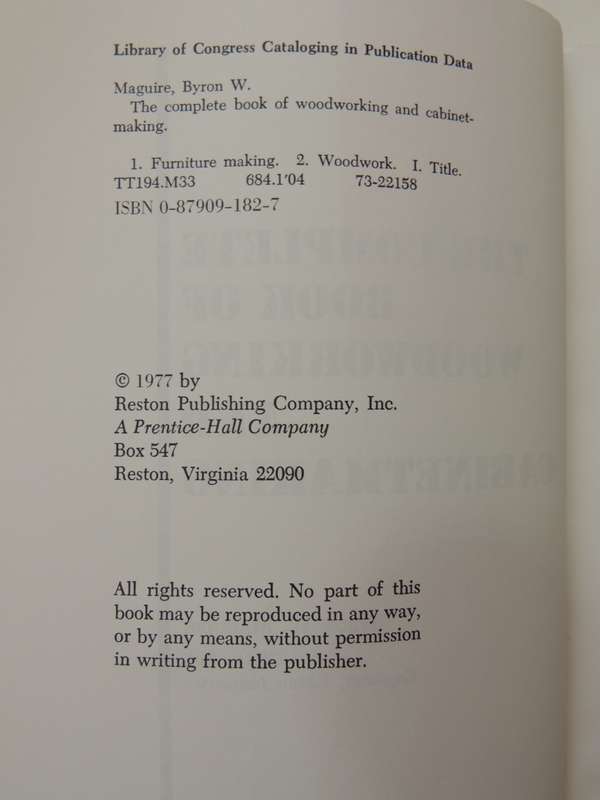 Library of Congress Cataloging in Publication Data
Maguire, Byron W.
The complete book of woodworking and cabinet-
making.
1. Furniture making. 2. Woodwork. I. Title.
TT194.M33 684.1'04 73-22158
ISBN 0-87909-182-7
© 1977 by
Reston Publishing Company, Inc.
A Prentice-Hall Company
Box 547
Reston, Virginia 22090
All rights reserved. No part of this
book may be reproduced in any way,
or by any means, without permission
in writing from the publisher.